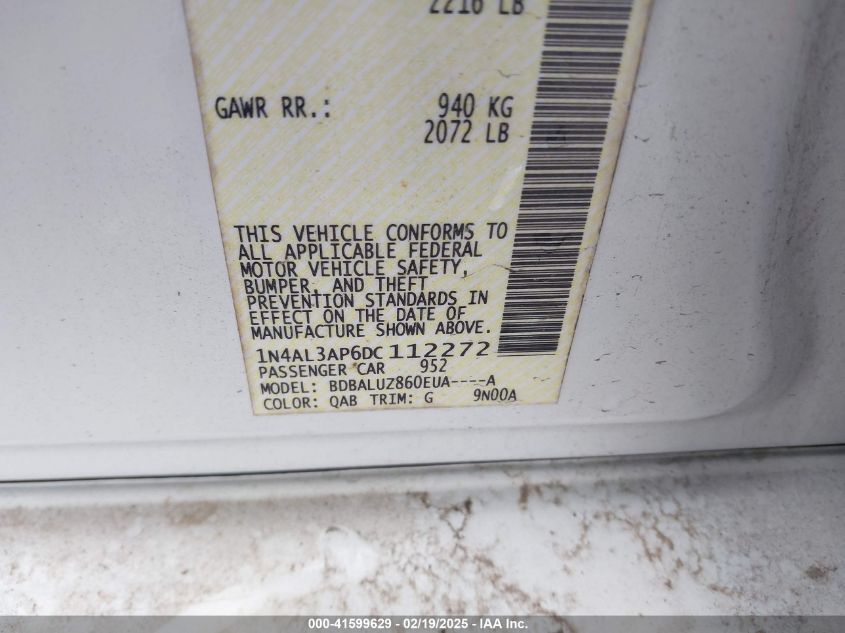 2216 LB
GAWR RR.: 940 KG
2072 LB
THIS VEHICLE CONFORMS TO
ALL APPLICABLE FEDERAL
MOTOR VEHICLE SAFETY,
BUMPER, AND THEFT
PREVENTION STANDARDS IN
EFFECT ON THE DATE OF
MANUFACTURE SHOWN ABOVE.
1N4AL3AP6DC112272
PASSENGER CAR 952
MODEL: BDBALUZ860EUA----A
COLOR: QAB TRIM: G 9N00A
000-41599629 - 02/19/2025 - IAA Inc.